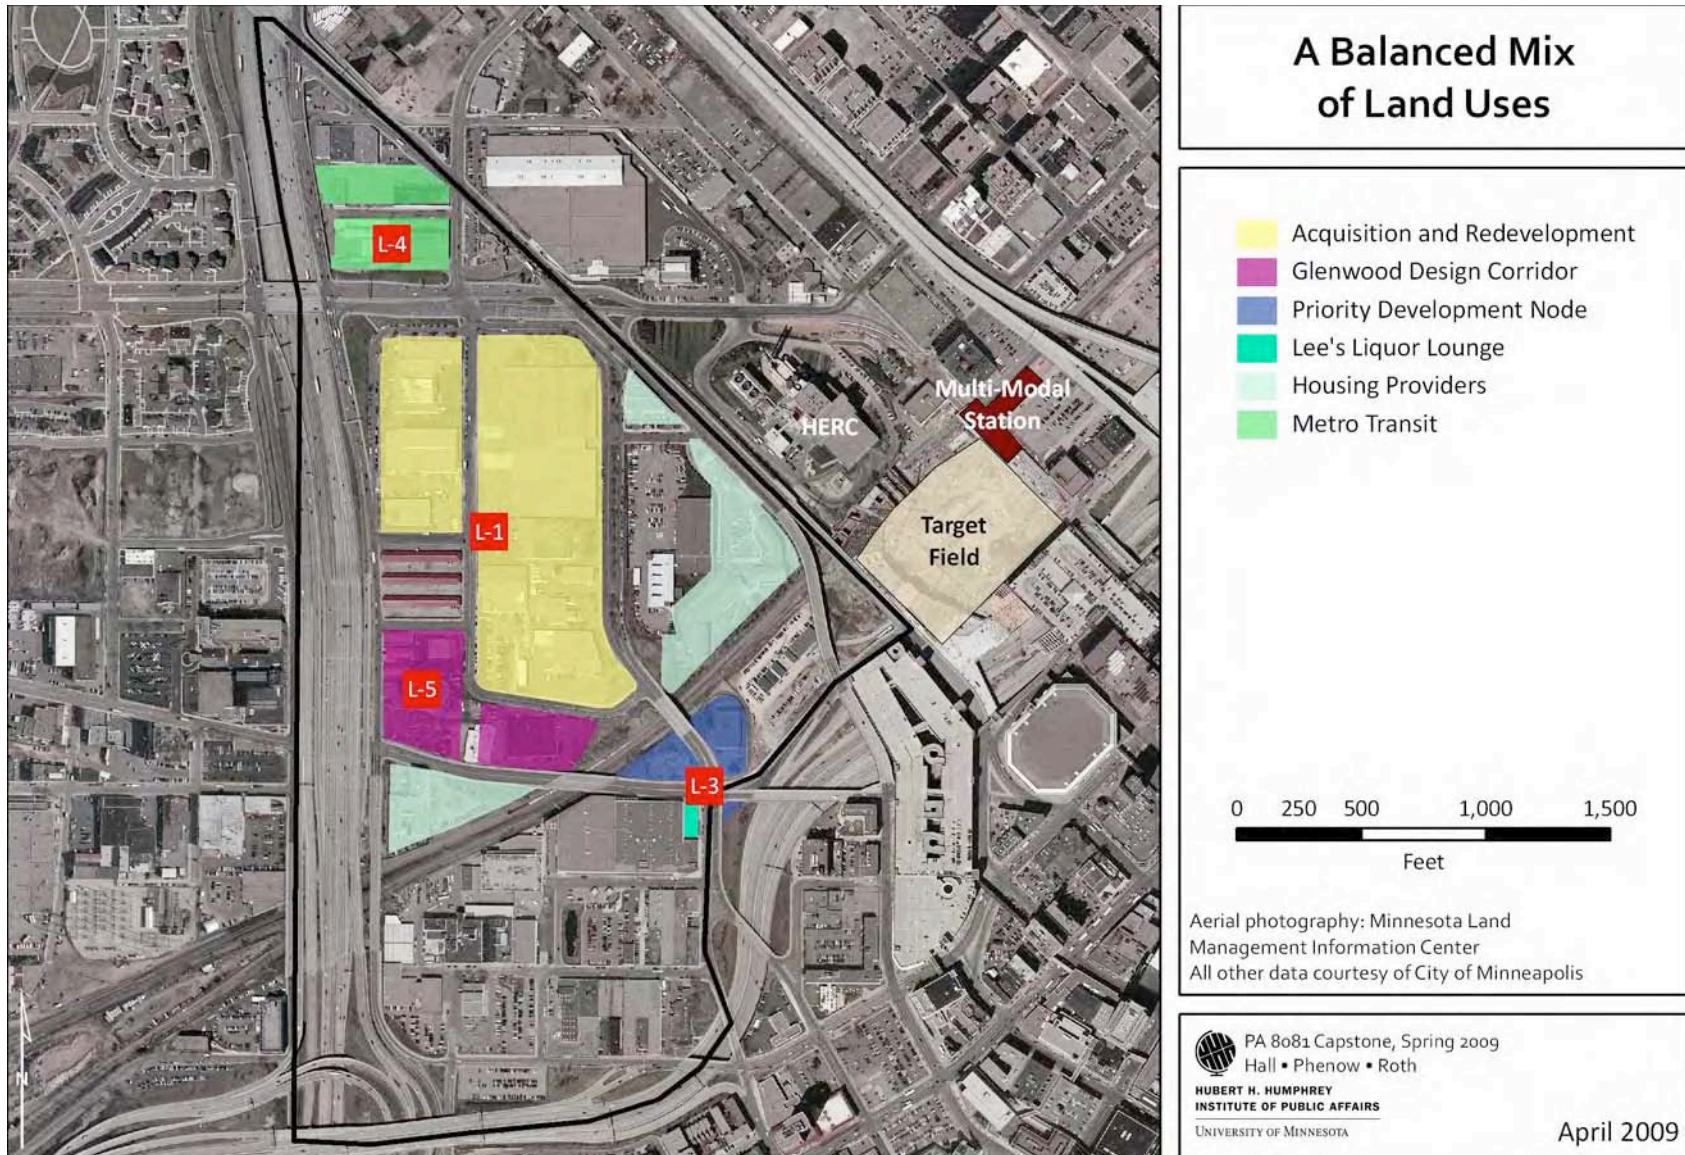 A Balanced Mix
of Land Uses
Acquisition and Redevelopment
Glenwood Design Corridor
Priority Development Node
Lee's Liquor Lounge
Housing Providers
Metro Transit
L-4
L-1
L-5
L-3
HERC
Multi-Modal
Station
Target
Field
N
0 250 500 1,000 1,500
Feet
Aerial photography: Minnesota Land
Management Information Center
All other data courtesy of City of Minneapolis
PA 8081 Capstone, Spring 2009
Hall • Phenow • Roth
HUBERT H. HUMPHREY
INSTITUTE OF PUBLIC AFFAIRS
UNIVERSITY OF MINNESOTA
April 2009